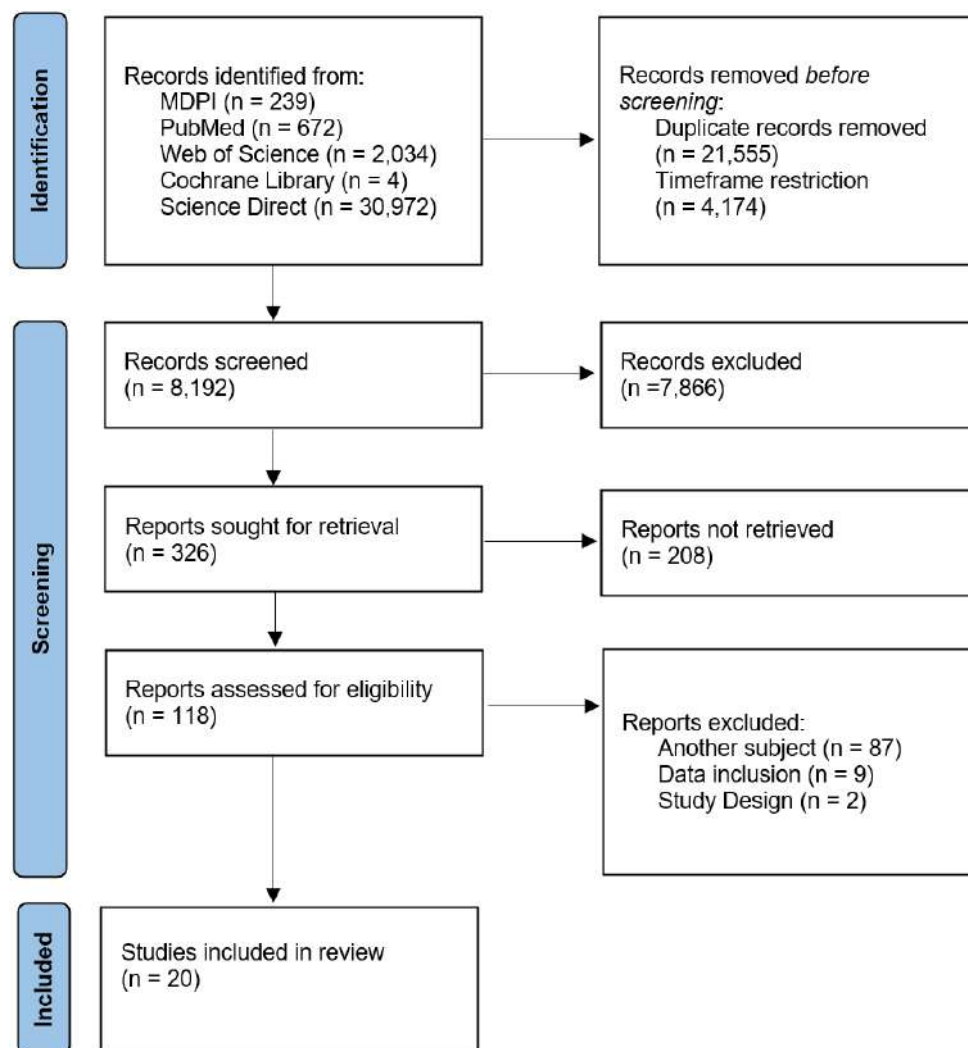 Identification
Records identified from:
MDPI (n = 239)
PubMed (n = 672)
Web of Science (n = 2,034)
Cochrane Library (n = 4)
Science Direct (n = 30,972)
Records removed before
screening:
Duplicate records removed
(n = 21,555)
Timeframe restriction
(n = 4,174)
Screening
Records screened
(n = 8,192)
Records excluded
(n =7,866)
Reports sought for retrieval
(n = 326)
Reports not retrieved
(n = 208)
Reports assessed for eligibility
(n = 118)
Reports excluded:
Another subject (n = 87)
Data inclusion (n = 9)
Study Design (n = 2)
Included
Studies included in review
(n = 20)